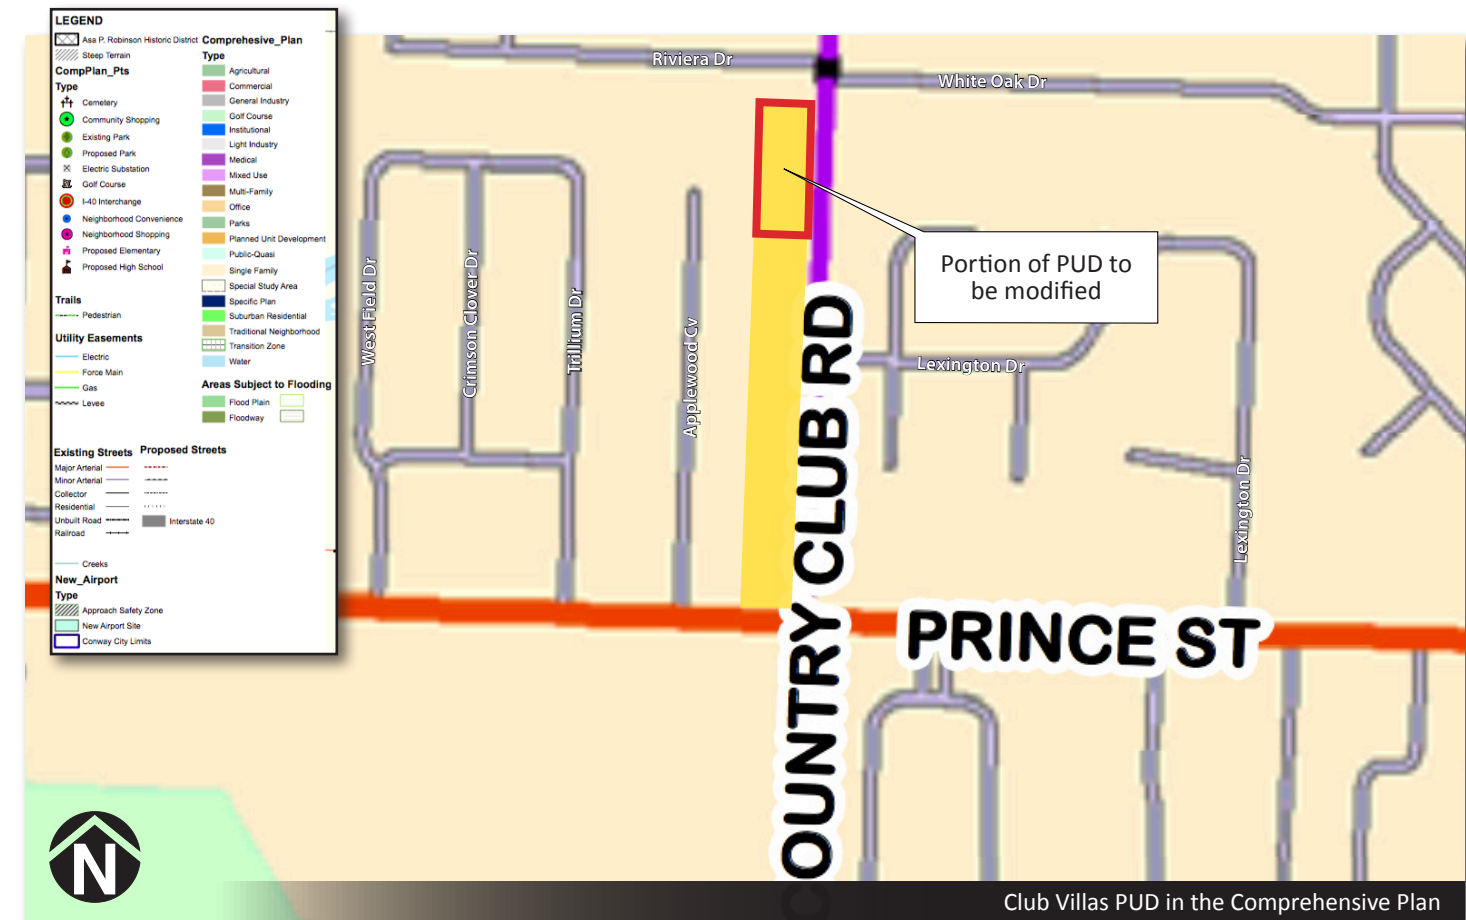 LEGEND
Asa P. Robinson Historic District
Steep Terrain
CompPlan_Pts
Type
Cemetery
Community Shopping
Existing Park
Proposed Park
Electric Substation
Golf Course
I-40 Interchange
Neighborhood Convenience
Neighborhood Shopping
Proposed Elementary
Proposed High School
Trails
Pedestrian
Utility Easements
Electric
Force Main
Gas
Levee
Comprehesive_Plan
Type
Agricultural
Commercial
General Industry
Golf Course
Institutional
Light Industry
Medical
Mixed Use
Multi-Family
Office
Parks
Planned Unit Development
Public-Quasi
Single Family
Special Study Area
Specific Plan
Suburban Residential
Traditional Neighborhood
Transition Zone
Water
Areas Subject to Flooding
Flood Plain
Floodway
Existing Streets Proposed Streets
Major Arterial
Minor Arterial
Collector
Residential
Unbuilt Road
Interstate 40
Railroad
Creeks
New_Airport
Type
Approach Safety Zone
New Airport Site
Conway City Limits
Riviera Dr
White Oak Dr
West Field Dr
Crimson Clover Dr
Trillium Dr
Applewood Cv
Portion of PUD to
be modified
Lexington Dr
Lexington Dr
COUNTRY CLUB RD
PRINCE ST
N
Club Villas PUD in the Comprehensive Plan